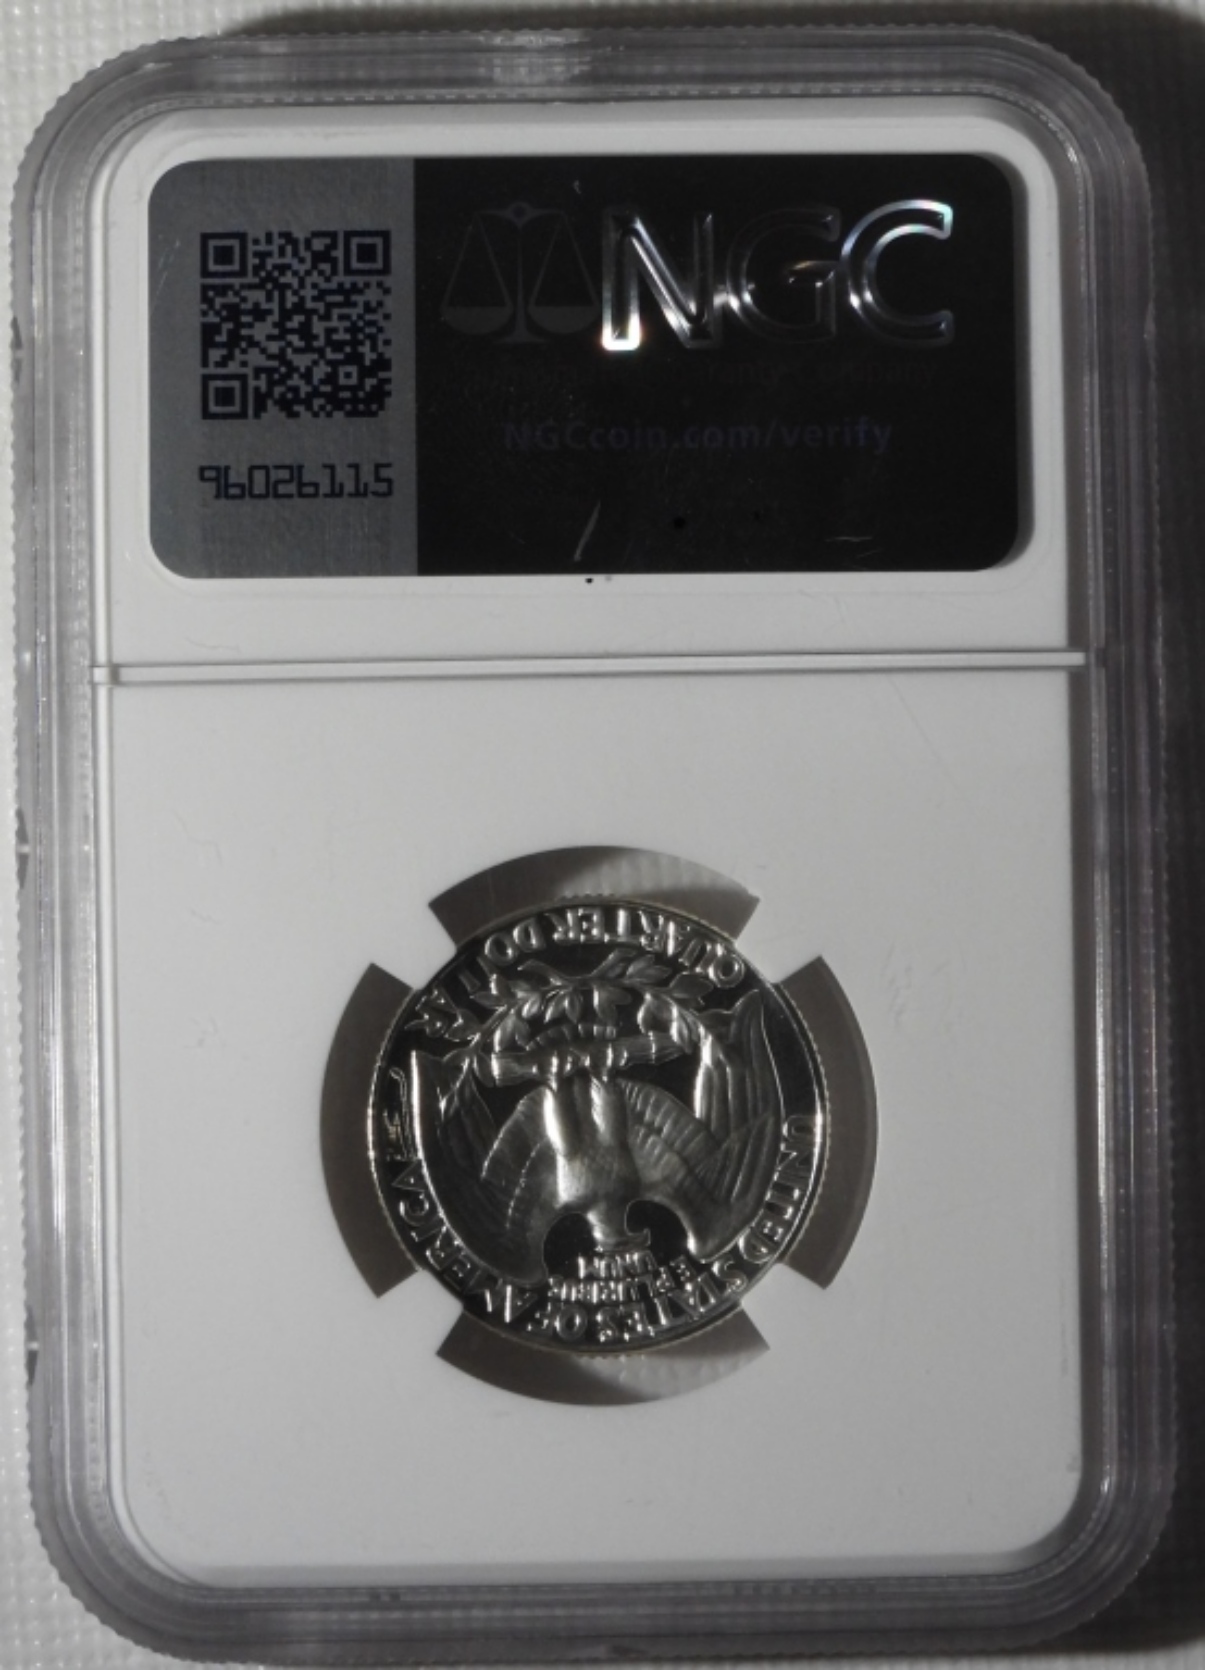 NGC
NGCcoin.com/verify
96026115
QUARTER DOLLAR
E PLURIBUS
UNUM
UNITED STATES OF AMERICA